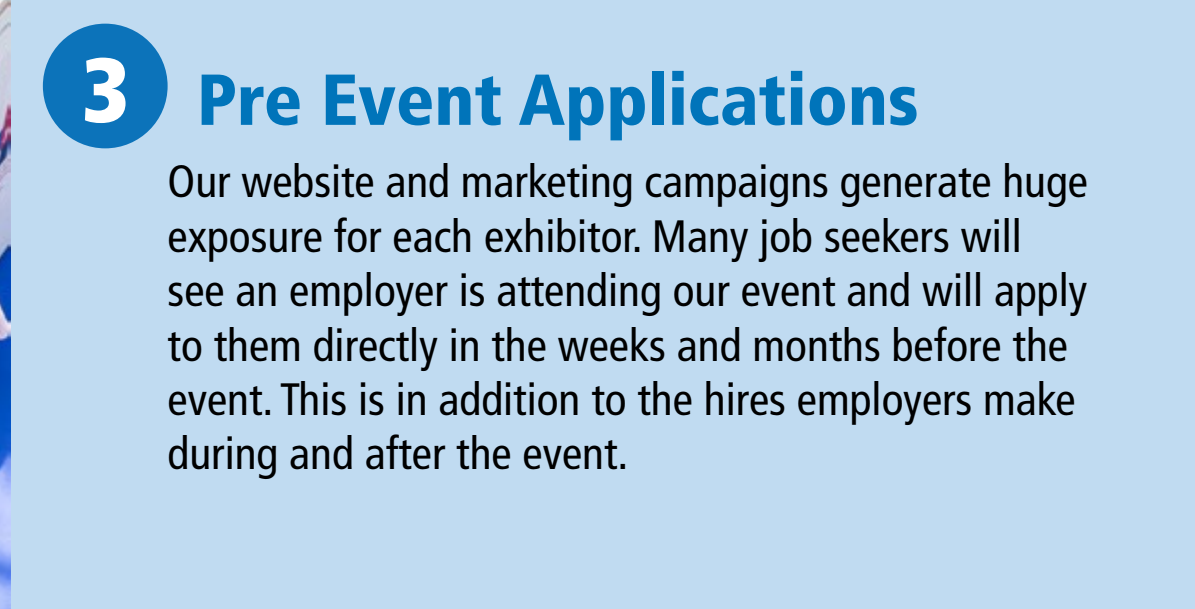 3 Pre Event Applications
Our website and marketing campaigns generate huge
exposure for each exhibitor. Many job seekers will
see an employer is attending our event and will apply
to them directly in the weeks and months before the
event. This is in addition to the hires employers make
during and after the event.